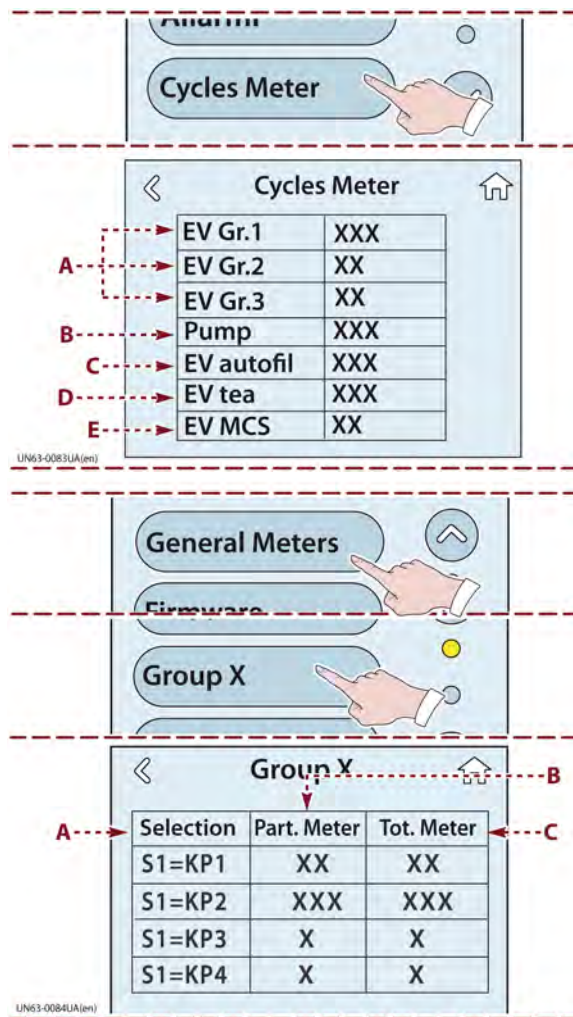 Allarmi
Cycles Meter
Cycles Meter
EV Gr.1 XXX
A EV Gr.2 XX
EV Gr.3 XX
B Pump XXX
C EV autofil XXX
D EV tea XXX
E EV MCS XX
UN63-0083UA(en)
General Meters
Firmware
Group X
Group X
B
A Selection Part. Meter Tot. Meter C
S1=KP1 XX XX
S1=KP2 XXX XXX
S1=KP3 X X
S1=KP4 X X
UN63-0084UA(en)